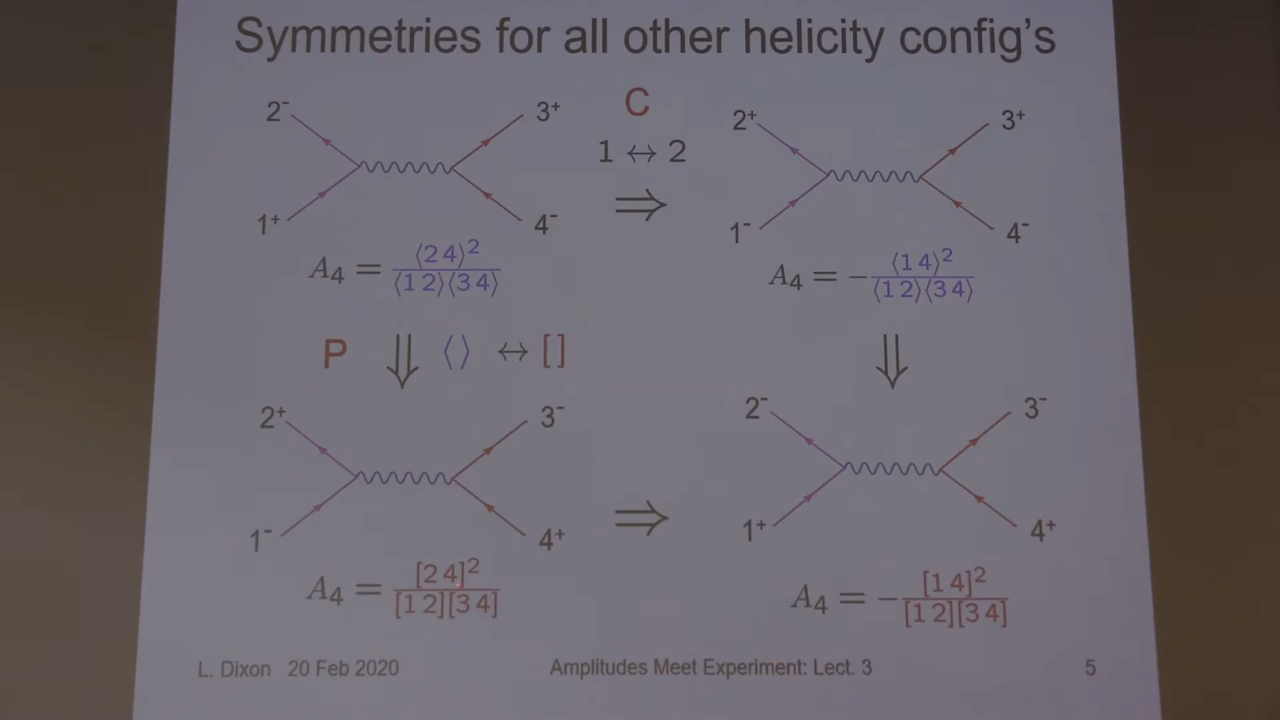 Symmetries for all other helicity config's
2⁻ 3⁺
1⁺ 4⁻
A₄ = ⟨2 4⟩² / ⟨1 2⟩⟨3 4⟩
C
1 ↔ 2
⇒
2⁺ 3⁺
1⁻ 4⁻
A₄ = −⟨1 4⟩² / ⟨1 2⟩⟨3 4⟩
P ⇓ ⟨⟩ ↔ []
⇓
2⁺ 3⁻
1⁻ 4⁺
A₄ = [2 4]² / [1 2][3 4]
⇒
2⁻ 3⁻
1⁺ 4⁺
A₄ = −[1 4]² / [1 2][3 4]
L. Dixon 20 Feb 2020
Amplitudes Meet Experiment: Lect. 3
5